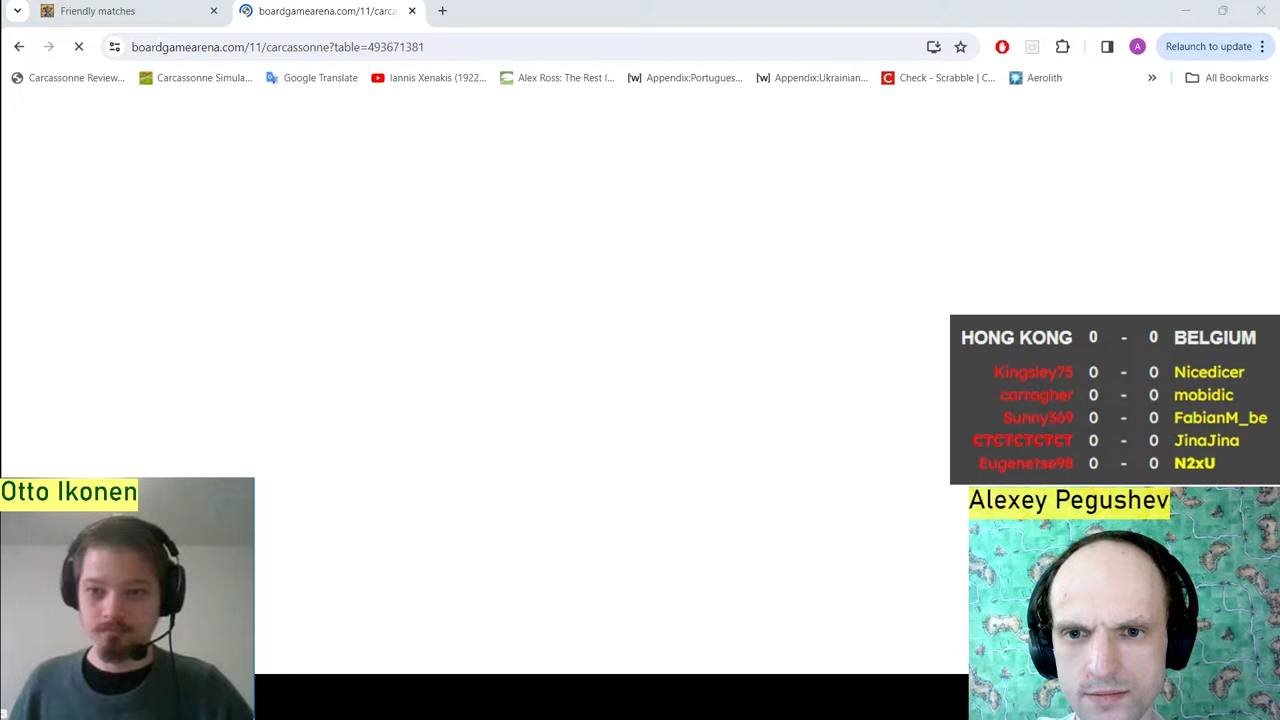 Friendly matches
boardgamearena.com/11/carca
boardgamearena.com/11/carcassonne?table=493671381
Relaunch to update
A
Carcassonne Review...
Carcassonne Simula...
Google Translate
Iannis Xenakis (1922...
Alex Ross: The Rest I...
[w] Appendix:Portugues...
[w] Appendix:Ukrainian...
C Check - Scrabble | C...
Aerolith
All Bookmarks
HONG KONG 0 - 0 BELGIUM
Kingsley75 0 - 0 Nicedicer
carragher 0 - 0 mobidic
Sunny369 0 - 0 FabianM_be
CTCTCTCTCT 0 - 0 JinaJina
Eugenetse98 0 - 0 N2xU
Otto Ikonen
Alexey Pegushev